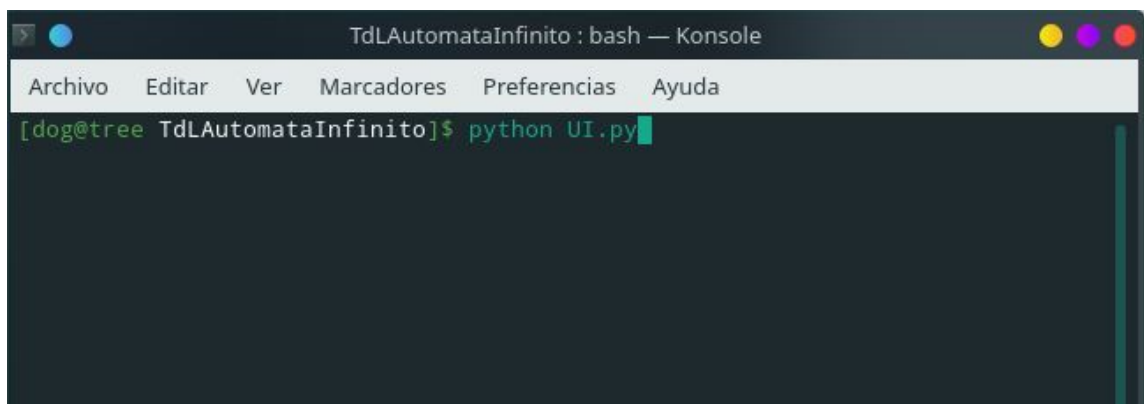 TdLAutomataInfinito : bash — Konsole
Archivo Editar Ver Marcadores Preferencias Ayuda
[dog@tree TdLAutomataInfinito]$ python UI.py